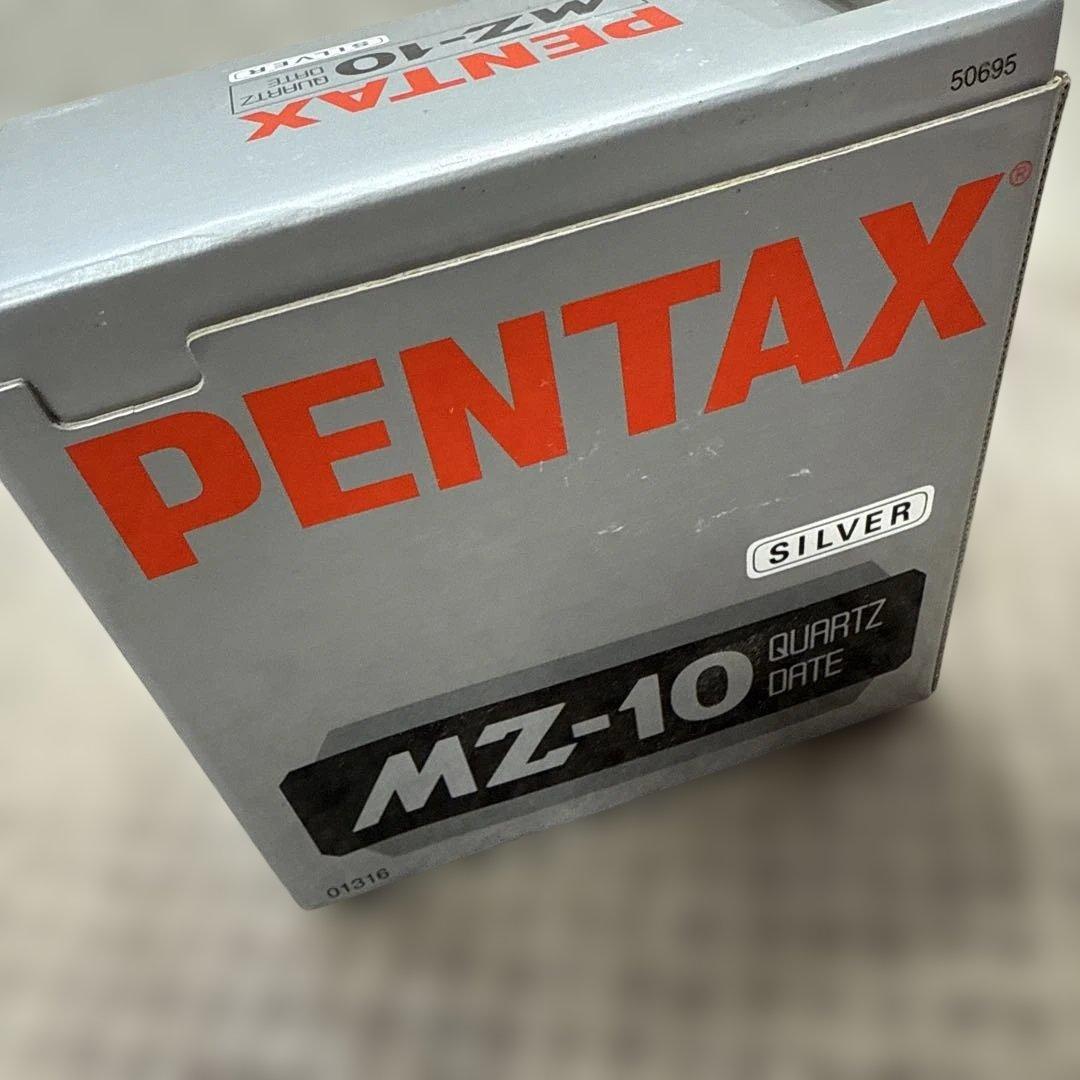 PENTAX
MZ-10
QUARTZ
DATE
SILVER
50695
PENTAX®
SILVER
MZ-10
QUARTZ
DATE
01316